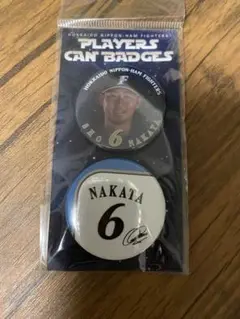 HOKKAIDO NIPPON-HAM FIGHTERS
PLAYERS
CAN BADGES
HOKKAIDO NIPPON-HAM FIGHTERS
F
SHO 6 NAKATA
NAKATA
6